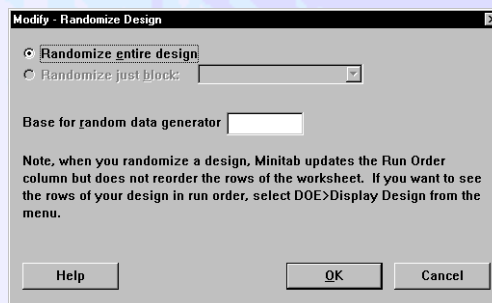 Modify - Randomize Design
Randomize entire design
Randomize just block:
Base for random data generator
Note, when you randomize a design, Minitab updates the Run Order
column but does not reorder the rows of the worksheet. If you want to see
the rows of your design in run order, select DOE>Display Design from the
menu.
Help OK Cancel